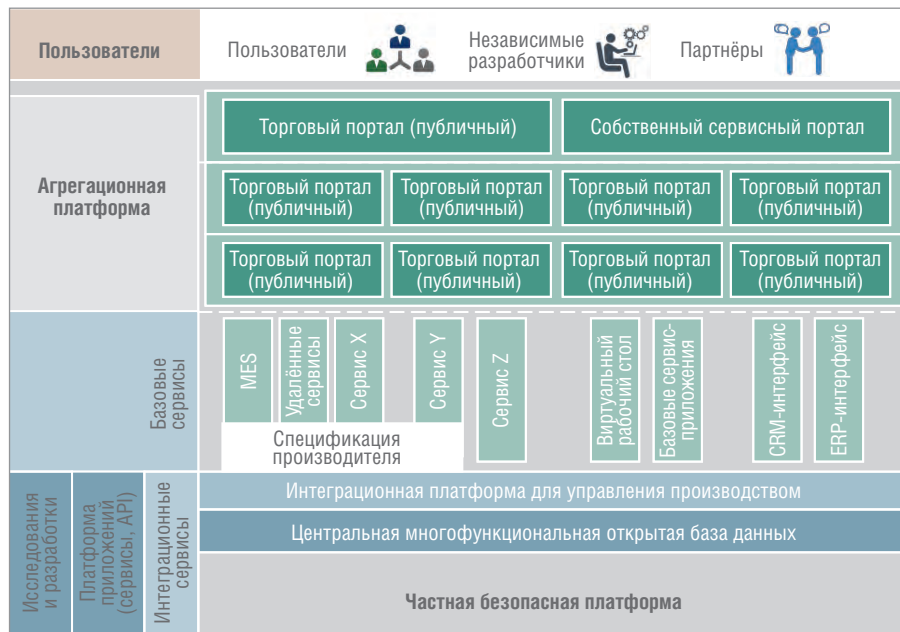 Пользователи
Пользователи
Независимые
разработчики
Партнёры
Агрегационная
платформа
Торговый портал (публичный)
Собственный сервисный портал
Торговый портал
(публичный)
Торговый портал
(публичный)
Торговый портал
(публичный)
Торговый портал
(публичный)
Торговый портал
(публичный)
Торговый портал
(публичный)
Торговый портал
(публичный)
Торговый портал
(публичный)
Базовые
сервисы
MES
Удалённые
сервисы
Сервис X
Сервис Y
Сервис Z
Виртуальный
рабочий стол
Базовые сервис-
приложения
CRM-интерфейс
ERP-интерфейс
Спецификация
производителя
Исследования
и разработки
Платформа
приложений
(сервисы, API)
Интеграционные
сервисы
Интеграционная платформа для управления производством
Центральная многофункциональная открытая база данных
Частная безопасная платформа